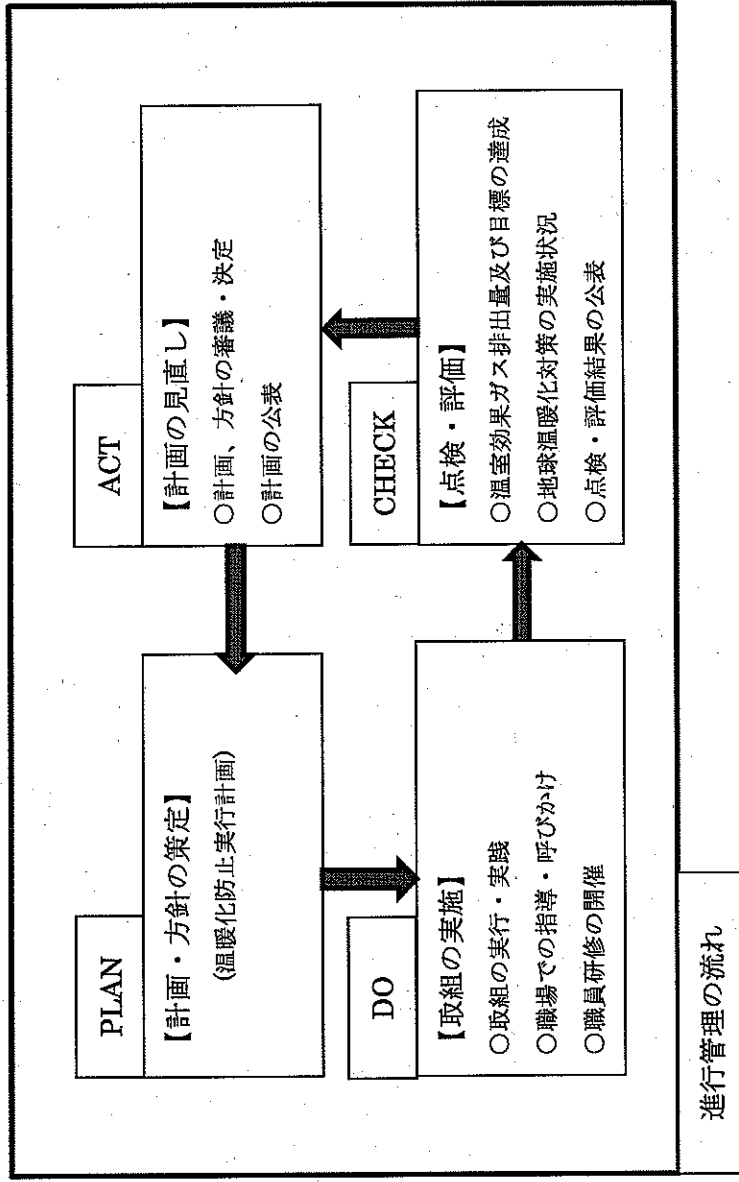 PLAN
【計画・方針の策定】
(温暖化防止実行計画)
ACT
【計画の見直し】
○計画、方針の審議・決定
○計画の公表
DO
【取組の実施】
○取組の実行・実践
○職場での指導・呼びかけ
○職員研修の開催
CHECK
【点検・評価】
○温室効果ガス排出量及び目標の達成
○地球温暖化対策の実施状況
○点検・評価結果の公表
進行管理の流れ